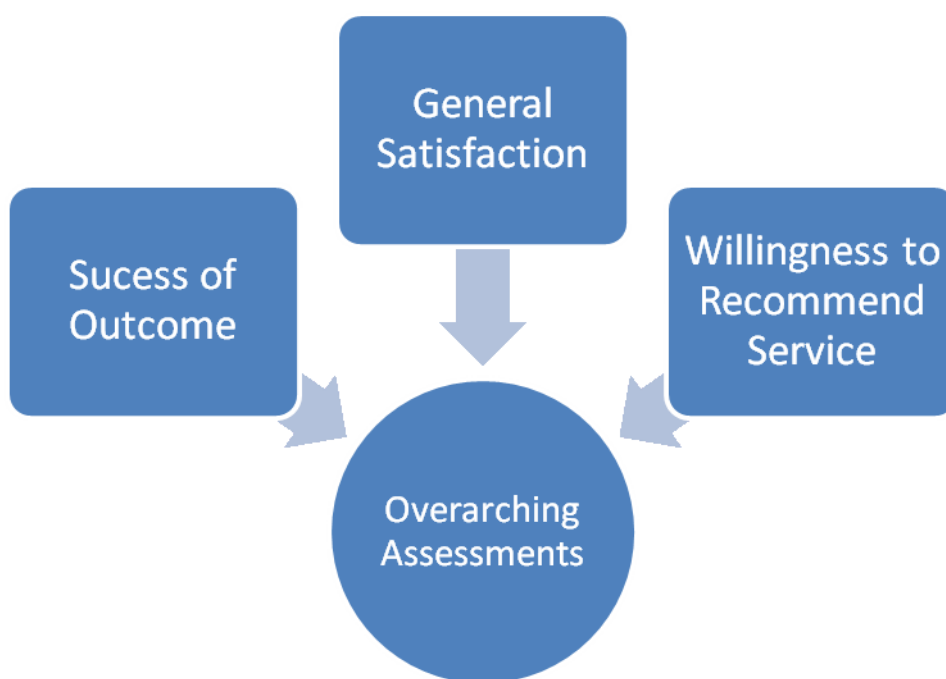 General
Satisfaction
Sucess of
Outcome
Willingness to
Recommend
Service
Overarching
Assessments